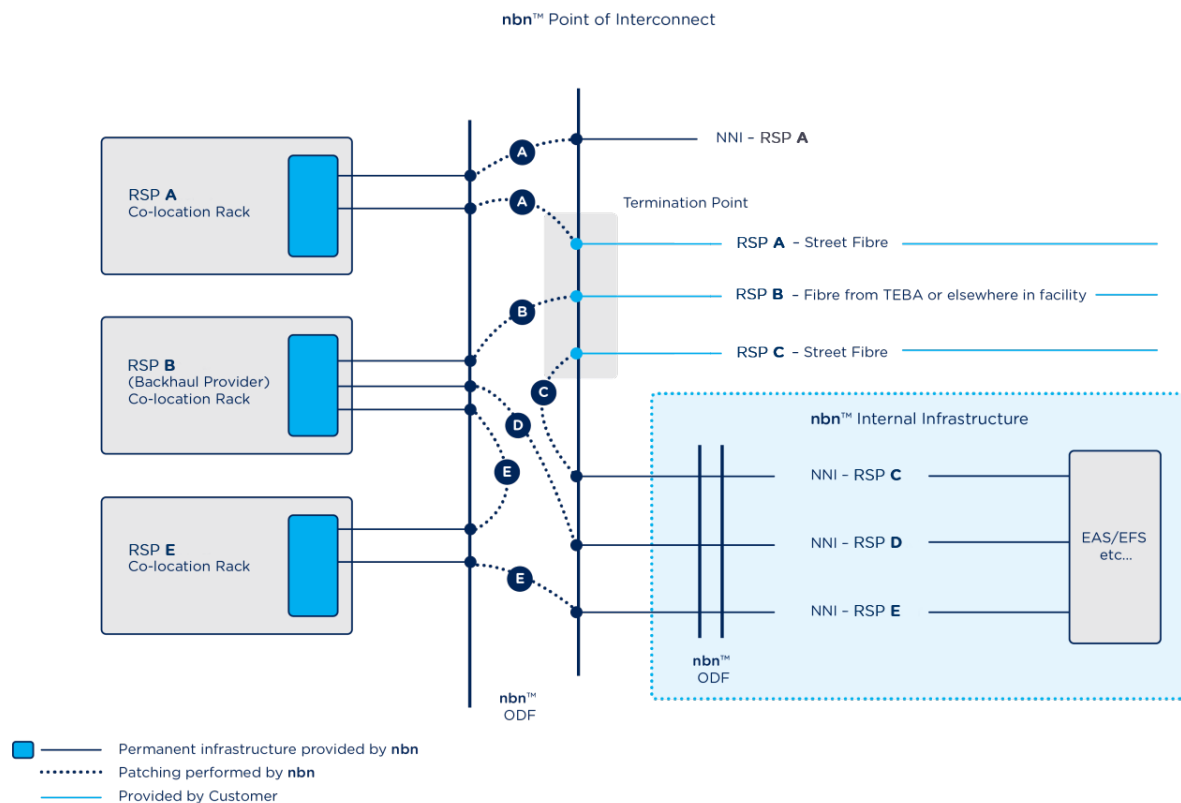 nbn™ Point of Interconnect
RSP A
Co-location Rack
A
A
NNI – RSP A
Termination Point
RSP A – Street Fibre
RSP B – Fibre from TEBA or elsewhere in facility
RSP C – Street Fibre
RSP B
(Backhaul Provider)
Co-location Rack
B
C
D
E
nbn™ Internal Infrastructure
NNI – RSP C
NNI – RSP D
NNI – RSP E
EAS/EFS
etc...
RSP E
Co-location Rack
E
nbn™
ODF
nbn™
ODF
Permanent infrastructure provided by nbn
Patching performed by nbn
Provided by Customer